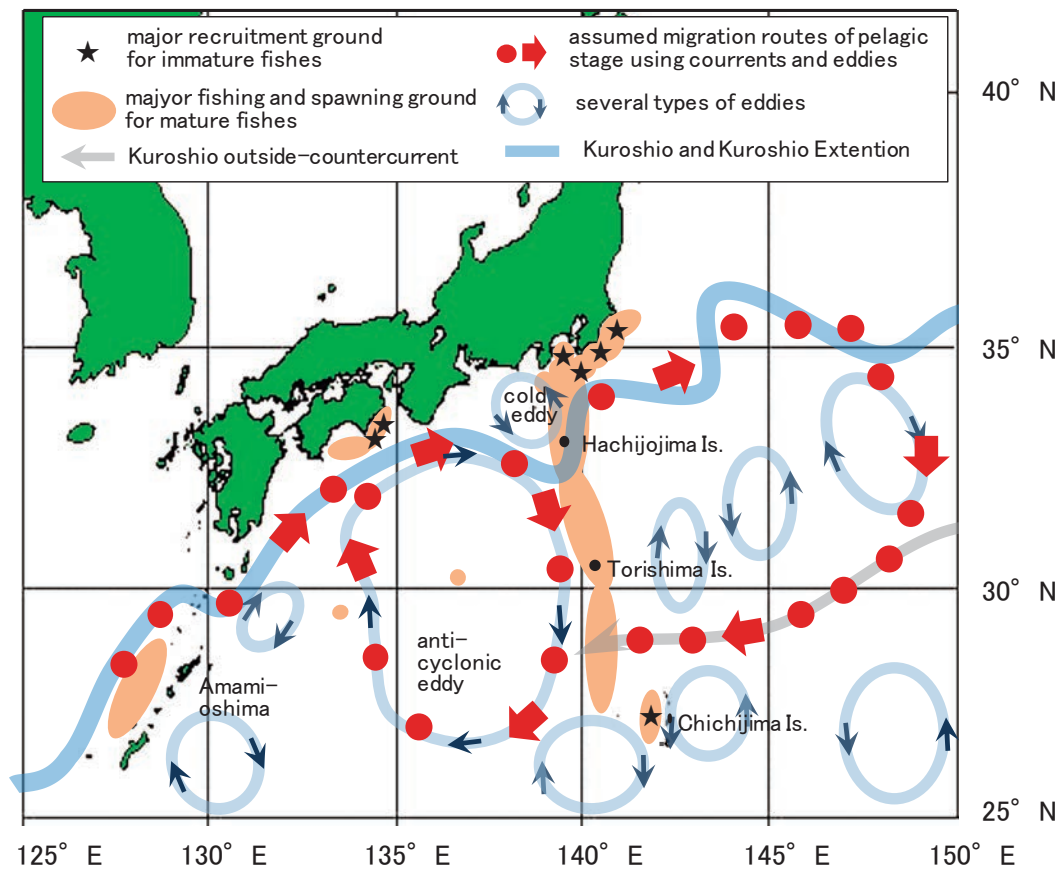 major recruitment ground
for immature fishes
majyor fishing and spawning ground
for mature fishes
Kuroshio outside-countercurrent
assumed migration routes of pelagic
stage using courrents and eddies
several types of eddies
Kuroshio and Kuroshio Extention
40° N
35° N
30° N
25° N
cold
eddy
Hachijojima Is.
Torishima Is.
anti-
cyclonic
eddy
Amami-
oshima
Chichijima Is.
125° E
130° E
135° E
140° E
145° E
150° E